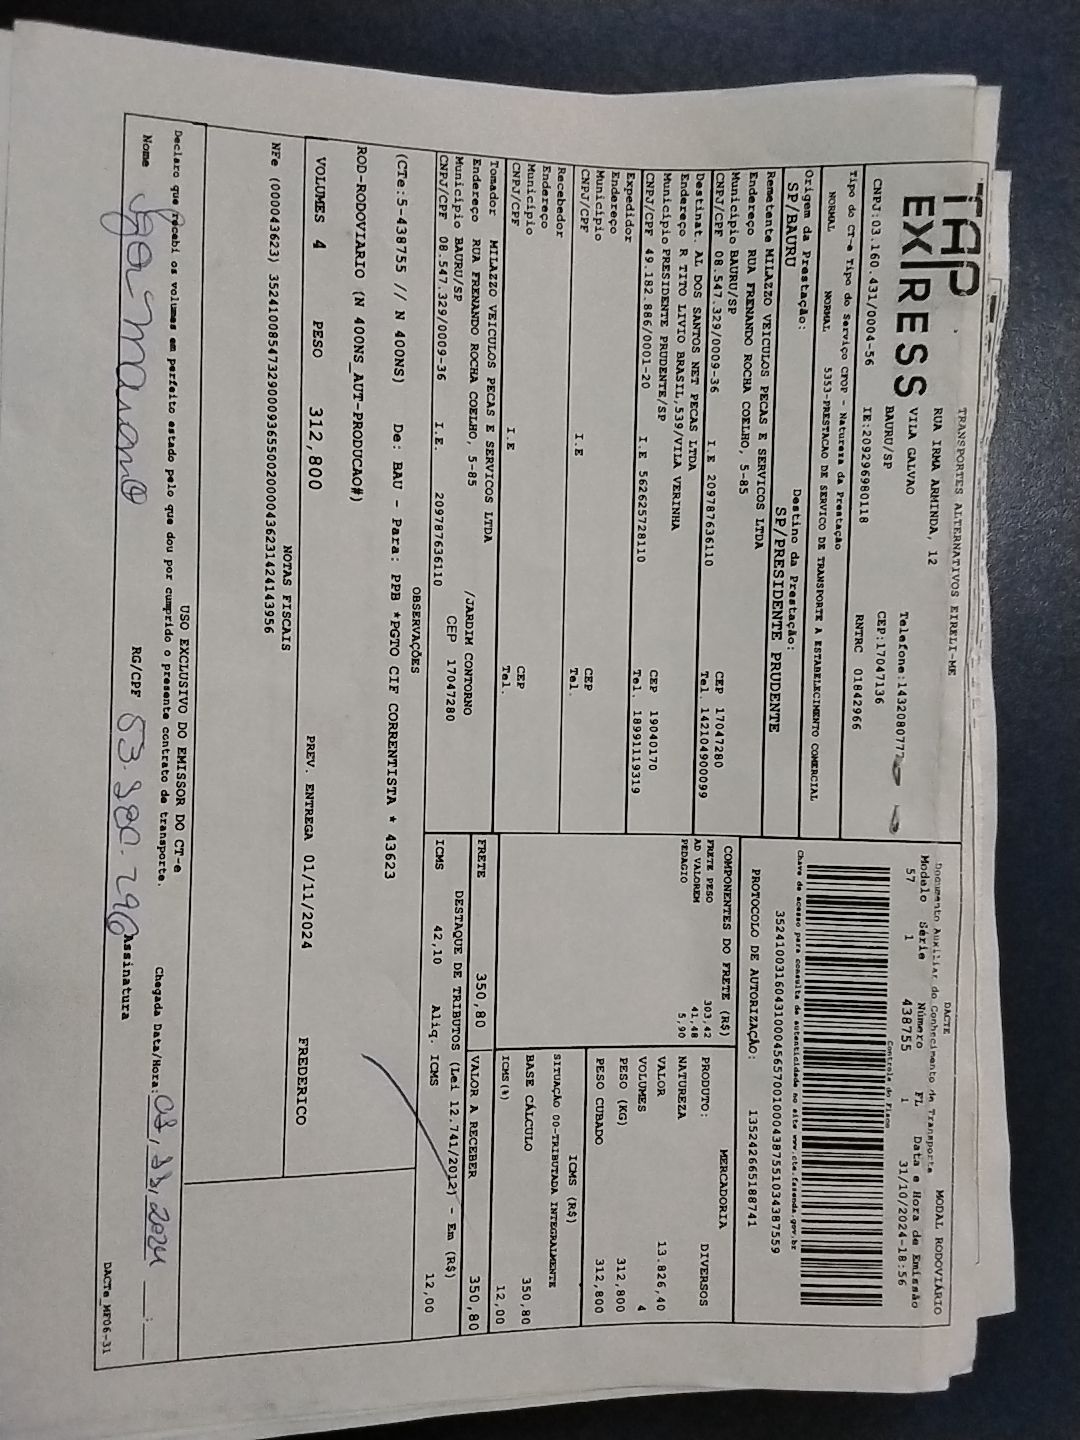 TAP
EXPRESS
TRANSPORTES ALTERNATIVOS EIRELI-ME
RUA IRMA ARMINDA, 12
VILA GALVAO
BAURU/SP
Telefone:1432080777
CEP:17047136
CNPJ:03.160.431/0004-56 IE:209296980118 RNTRC 01842966
Tipo do CT-e Tipo do Serviço CFOP - Natureza da Prestação
NORMAL NORMAL 5353-PRESTACAO DE SERVICO DE TRANSPORTE A ESTABELECIMENTO COMERCIAL
Origem da Prestação: Destino da Prestação:
SP/BAURU SP/PRESIDENTE PRUDENTE
Remetente MILAZZO VEICULOS PECAS E SERVICOS LTDA
Endereço RUA FRENANDO ROCHA COELHO, 5-85
Municipio BAURU/SP CEP 17047280
CNPJ/CPF 08.547.329/0009-36 I.E 209787636110 Tel. 142104900099
Destinat. AL DOS SANTOS NET PECAS LTDA
Endereço R TITO LIVIO BRASIL,539/VILA VERINHA
Municipio PRESIDENTE PRUDENTE/SP CEP 19040170
CNPJ/CPF 49.182.886/0001-20 I.E 562625728110 Tel. 18991119319
Expedidor
Endereço
Municipio CEP
CNPJ/CPF I.E Tel.
Recebedor
Endereço
Municipio CEP
CNPJ/CPF I.E Tel.
Tomador MILAZZO VEICULOS PECAS E SERVICOS LTDA
Endereço RUA FRENANDO ROCHA COELHO, 5-85 /JARDIM CONTORNO
Municipio BAURU/SP CEP 17047280
CNPJ/CPF 08.547.329/0009-36 I.E. 209787636110
DACTE MODAL RODOVIÁRIO
Documento Auxiliar do Conhecimento de Transporte
Modelo Série Número FL Data e Hora de Emissão
57 1 438755 1 31/10/2024-18:56
Controle do Fisco
Chave de acesso para consulta de autenticidade no site www.cte.fazenda.gov.br
35241003160431000456570010004387551034387559
PROTOCOLO DE AUTORIZAÇÃO: 135242665188741
COMPONENTES DO FRETE (R$)
FRETE PESO 303,42
AD VALOREM 41,48
PEDAGIO 5,90
MERCADORIA
PRODUTO: DIVERSOS
NATUREZA
VALOR 13.826,40
VOLUMES 4
PESO (KG) 312,800
PESO CUBADO 312,800
ICMS (R$)
SITUAÇÃO 00-TRIBUTADA INTEGRALMENTE
BASE CÁLCULO 350,80
ICMS(%) 12,00
FRETE 350,80 VALOR A RECEBER 350,80
DESTAQUE DE TRIBUTOS (Lei 12.741/2012) - Em (R$)
ICMS 42,10 Aliq. ICMS 12,00
OBSERVAÇÕES
(CTe:5-438755 // N 400NS) De: BAU - Para: PPB *PGTO CIF CORRENTISTA * 43623
ROD-RODOVIARIO (N 400NS_AUT-PRODUCAO#)
VOLUMES 4 PESO 312,800 PREV. ENTREGA 01/11/2024 FREDERICO
NOTAS FISCAIS
NFe (000043623) 35241008547329000936550020000436231424143956
USO EXCLUSIVO DO EMISSOR DO CT-e
Declaro que recebi os volumes em perfeito estado pelo que dou por cumprido o presente contrato de transporte. Chegada Data/Hora: 2024 __:__
Nome RG/CPF Assinatura
DACTe_MF06-31